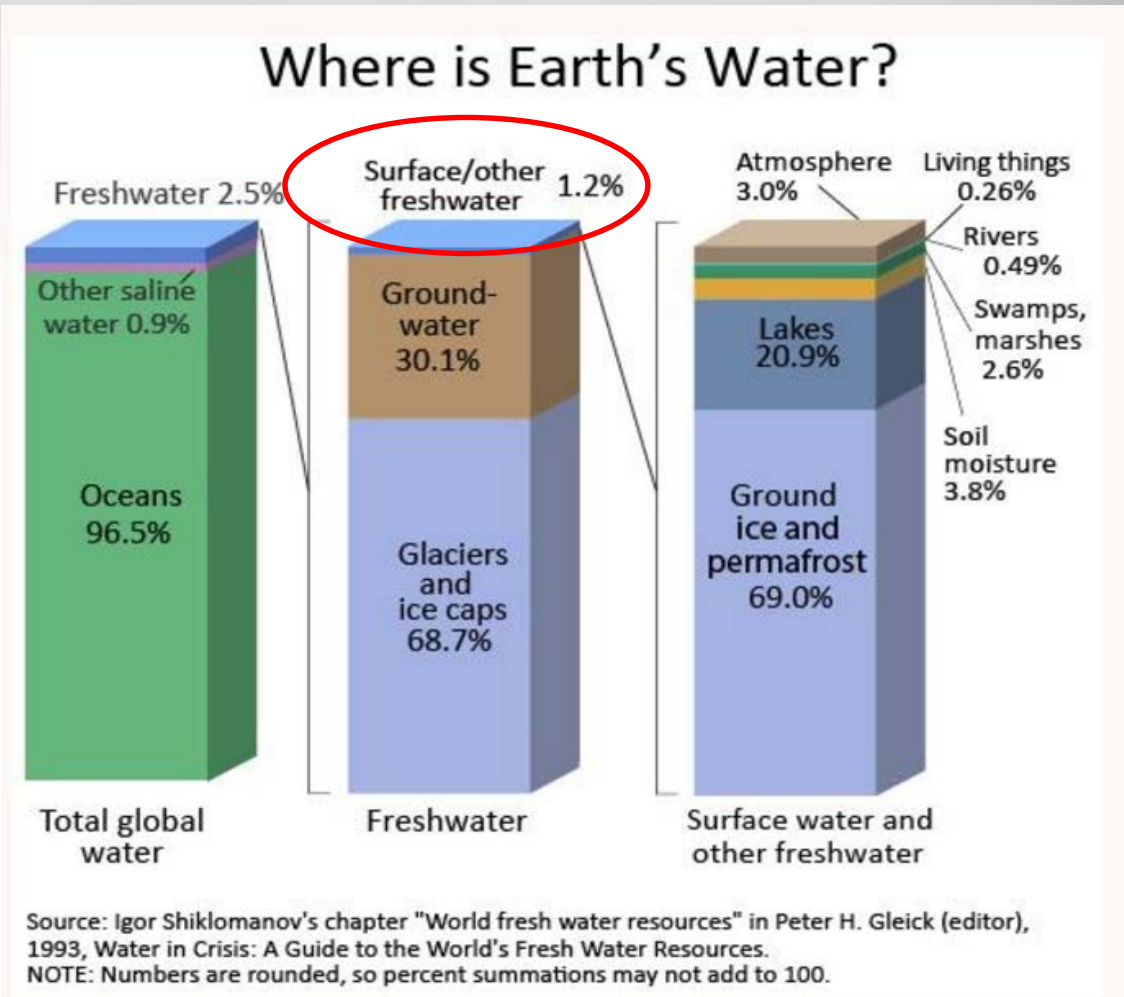 Where is Earth's Water?
Freshwater 2.5%
Other saline
water 0.9%
Oceans
96.5%
Total global
water
Surface/other
freshwater 1.2%
Ground-
water
30.1%
Glaciers
and
ice caps
68.7%
Freshwater
Atmosphere
3.0%
Living things
0.26%
Rivers
0.49%
Swamps,
marshes
2.6%
Soil
moisture
3.8%
Lakes
20.9%
Ground
ice and
permafrost
69.0%
Surface water and
other freshwater
Source: Igor Shiklomanov's chapter "World fresh water resources" in Peter H. Gleick (editor),
1993, Water in Crisis: A Guide to the World's Fresh Water Resources.
NOTE: Numbers are rounded, so percent summations may not add to 100.